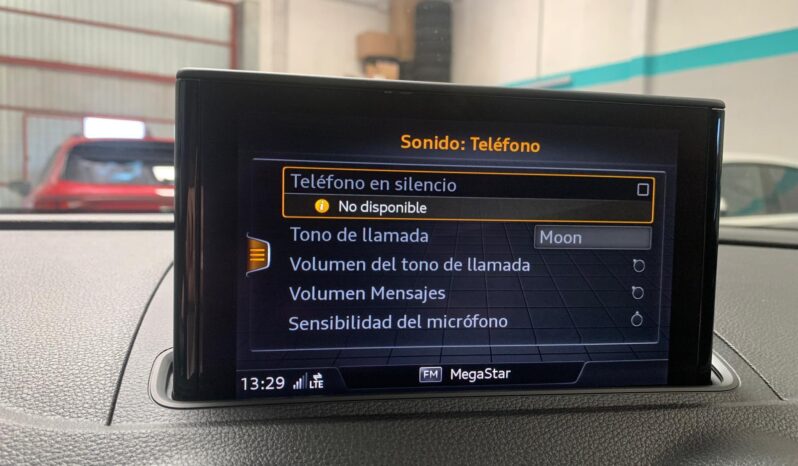 Sonido: Teléfono
Teléfono en silencio
No disponible
Tono de llamada Moon
Volumen del tono de llamada
Volumen Mensajes
Sensibilidad del micrófono
13:29 LTE FM MegaStar